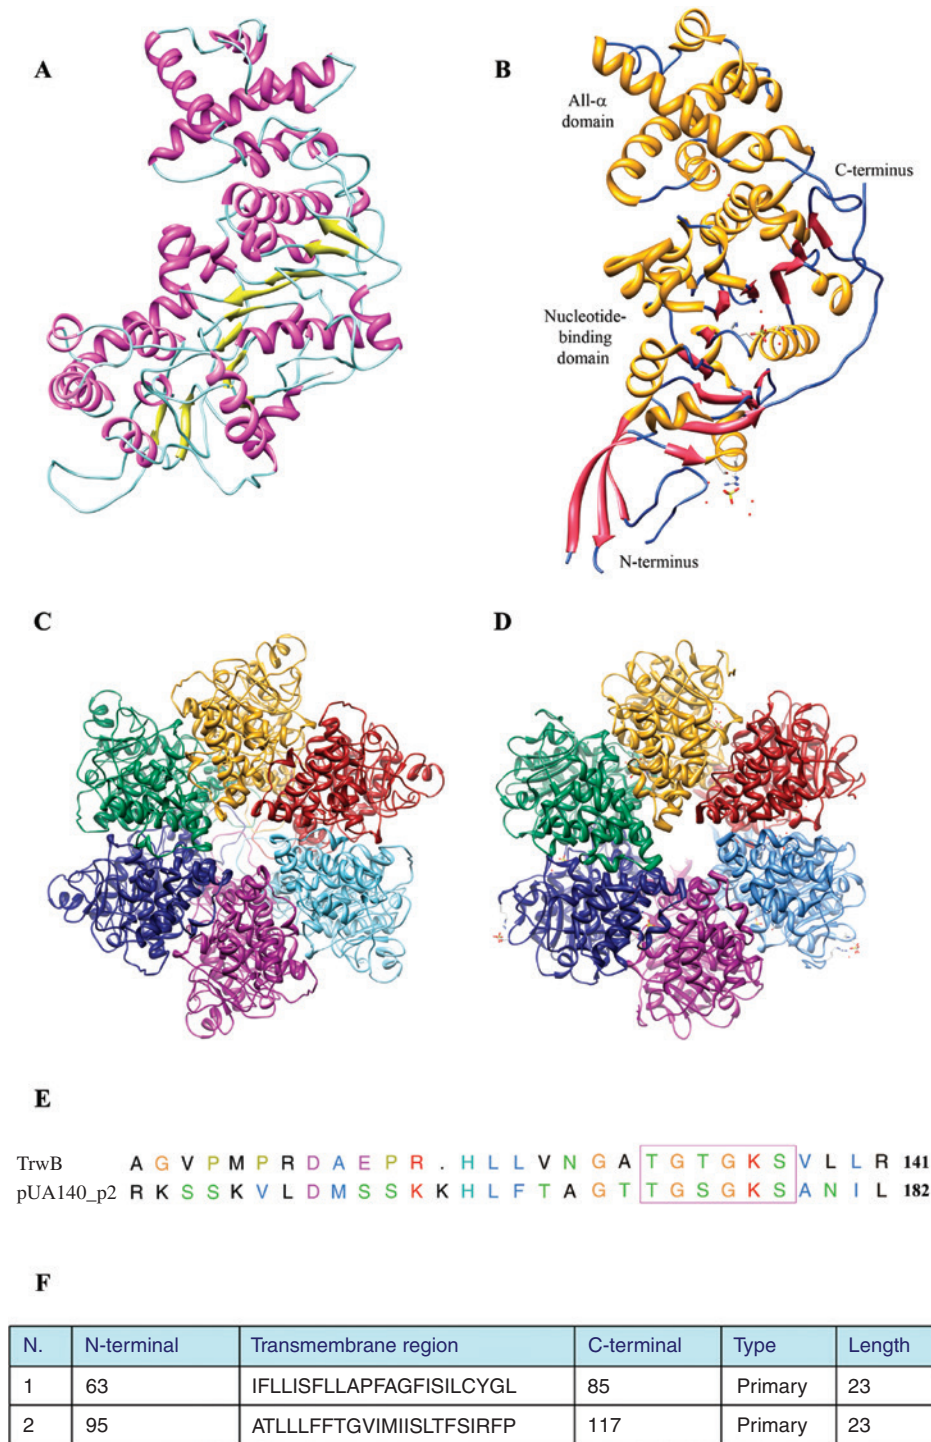 A
B
All-α
domain
C-terminus
Nucleotide-
binding
domain
N-terminus
C
D
E
TrwB A G V P M P R D A E P R . H L L V N G A T G T G K S V L L R 141
pUA140_p2 R K S S K V L D M S S K K H L F T A G T T G S G K S A N I L 182
F
N. N-terminal Transmembrane region C-terminal Type Length
1 63 IFLLISFLLAPFAGFISILCYGL 85 Primary 23
2 95 ATLLLFFTGVIMIISLTFSIRFP 117 Primary 23